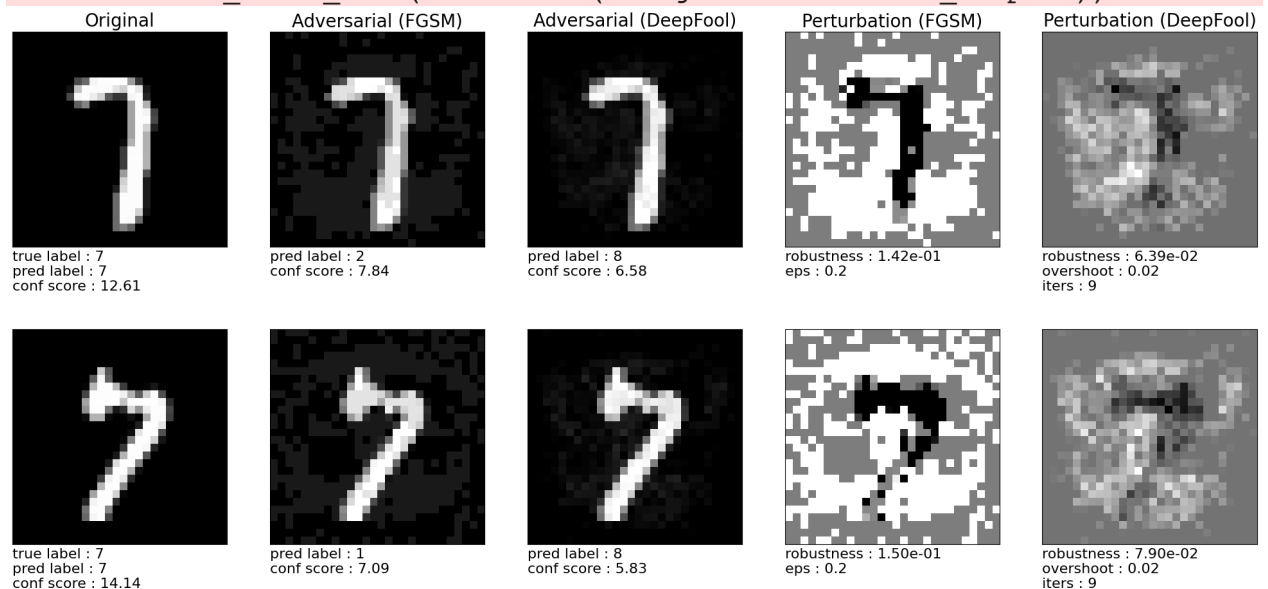 Original
Adversarial (FGSM)
Adversarial (DeepFool)
Perturbation (FGSM)
Perturbation (DeepFool)
true label : 7
pred label : 7
conf score : 12.61
pred label : 2
conf score : 7.84
pred label : 8
conf score : 6.58
robustness : 1.42e-01
eps : 0.2
robustness : 6.39e-02
overshoot : 0.02
iters : 9
true label : 7
pred label : 7
conf score : 14.14
pred label : 1
conf score : 7.09
pred label : 8
conf score : 5.83
robustness : 1.50e-01
eps : 0.2
robustness : 7.90e-02
overshoot : 0.02
iters : 9